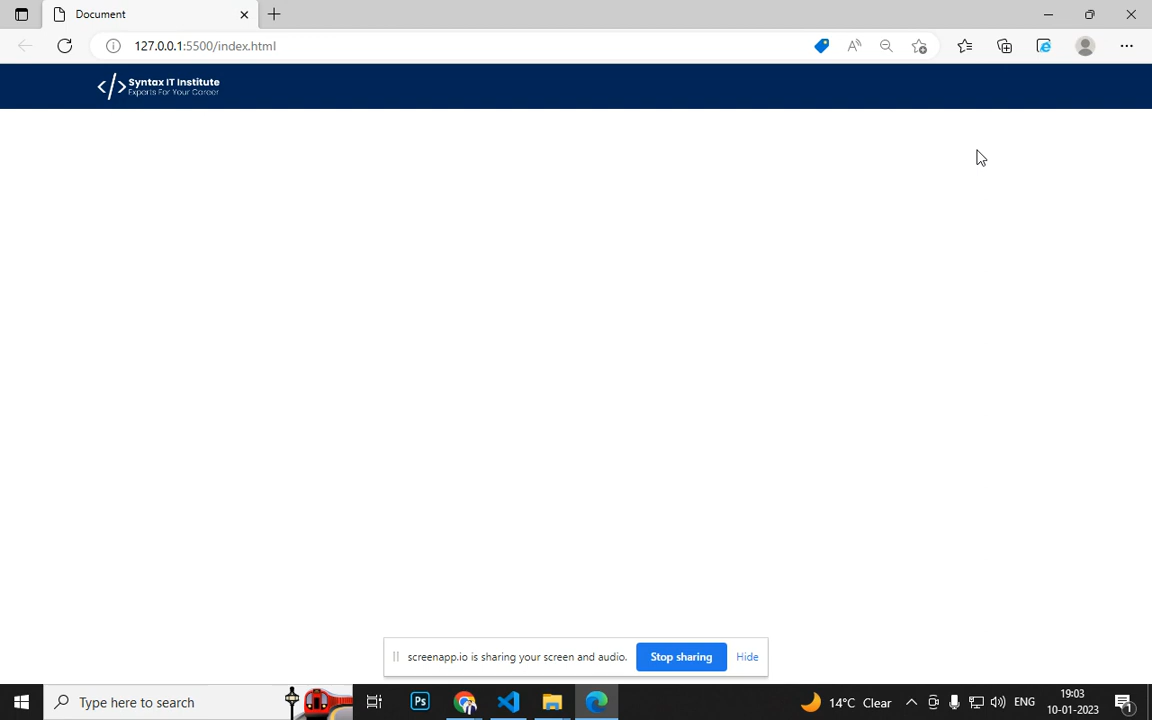 Document
127.0.0.1:5500/index.html
</> Syntax IT Institute
Experts For Your Career
screenapp.io is sharing your screen and audio.
Stop sharing
Hide
Type here to search
Ps
14°C Clear
ENG
19:03
10-01-2023
1